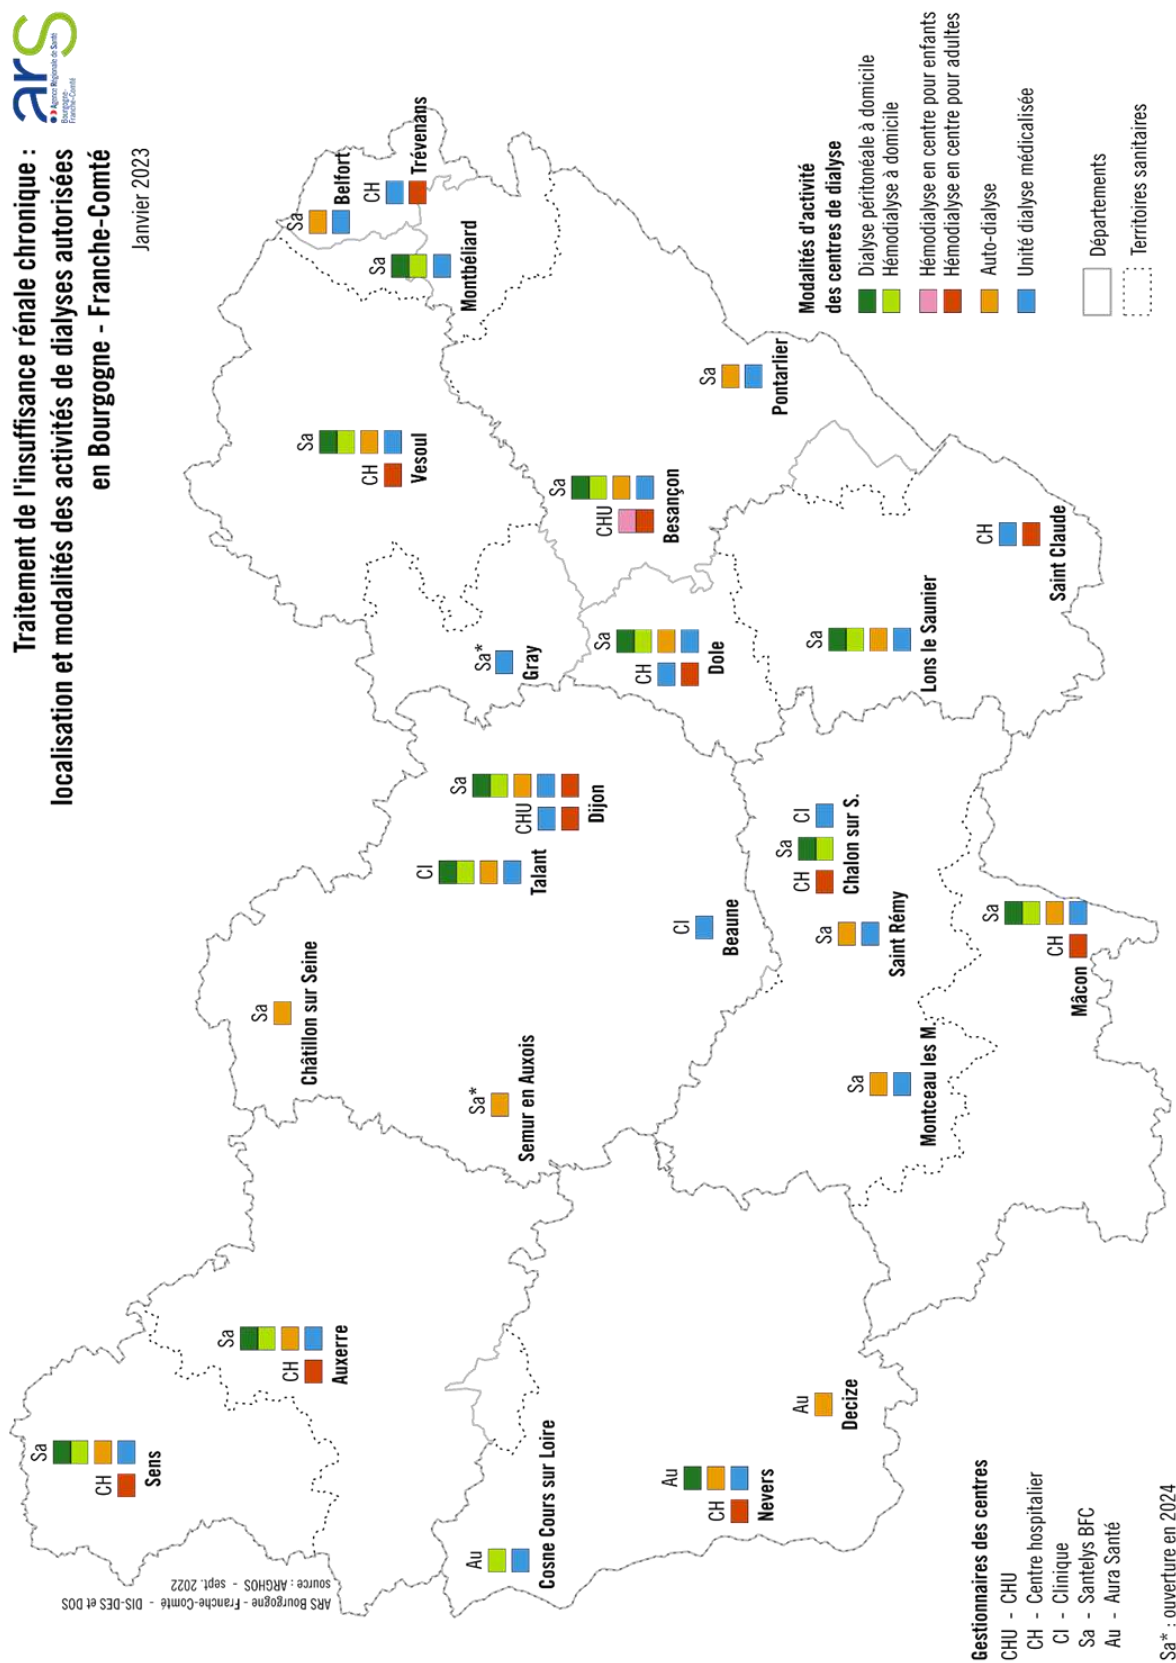 Traitement de l'insuffisance rénale chronique :
localisation et modalités des activités de dialyses autorisées
en Bourgogne - Franche-Comté
Janvier 2023
ars
Agence Régionale de Santé
Bourgogne-
Franche-Comté
Sa
CH
Sens
Sa
CH
Auxerre
Sa
Châtillon sur Seine
Sa*
Semur en Auxois
Cl
Talant
Sa
CHU
Dijon
Cl
Beaune
Sa*
Gray
Sa
CH
Vesoul
Sa
Belfort
CH
Trévenans
Sa
Montbéliard
Sa
CHU
Besançon
Sa
Pontarlier
Sa
CH
Dole
Sa
Lons le Saunier
CH
Saint Claude
CH
Sa
Cl
Chalon sur S.
Sa
Saint Rémy
Sa
Montceau les M.
Sa
CH
Mâcon
Au
Cosne Cours sur Loire
Au
CH
Nevers
Au
Decize
Modalités d'activité
des centres de dialyse
Dialyse péritonéale à domicile
Hémodialyse à domicile
Hémodialyse en centre pour enfants
Hémodialyse en centre pour adultes
Auto-dialyse
Unité dialyse médicalisée
Départements
Territoires sanitaires
Gestionnaires des centres
CHU - CHU
CH - Centre hospitalier
Cl - Clinique
Sa - Santelys BFC
Au - Aura Santé
Sa* : ouverture en 2024
ARS Bourgogne - Franche-Comté - DIS-DES et DOS
source : ARGHOS - sept. 2022